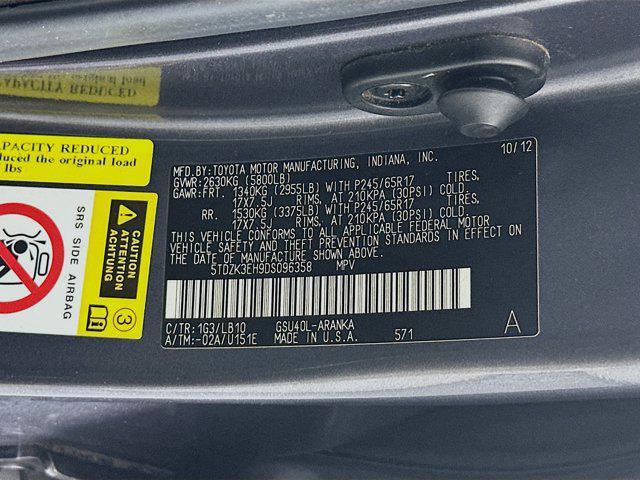 CAPACITY REDUCED
APACITY REDUCED
duced the original load
lbs
CAUTION
AVERTISSEMENT
SIDE AIRBAG
3
10/12
MFD. BY:TOYOTA MOTOR MANUFACTURING, INDIANA, INC.
GVWR:2630KG (5800LB)
GAWR:FRT. 1340KG (2955LB) WITH P245/65R17 TIRES,
17X7.5J RIMS, AT 210KPA (30PSI) COLD.
RR. 1530KG (3375LB) WITH P245/65R17 TIRES,
17X7.5J RIMS, AT 210KPA (30PSI) COLD.
THIS VEHICLE CONFORMS TO ALL APPLICABLE FEDERAL MOTOR
VEHICLE SAFETY AND THEFT PREVENTION STANDARDS IN EFFECT
ON THE DATE OF MANUFACTURE SHOWN ABOVE.
5TDZK3EH9DS096358 MPV
C/TR:1G3/LB10 GSU40L-ARANKA
A/TM:-02A/U151E MADE IN U.S.A. 571 A